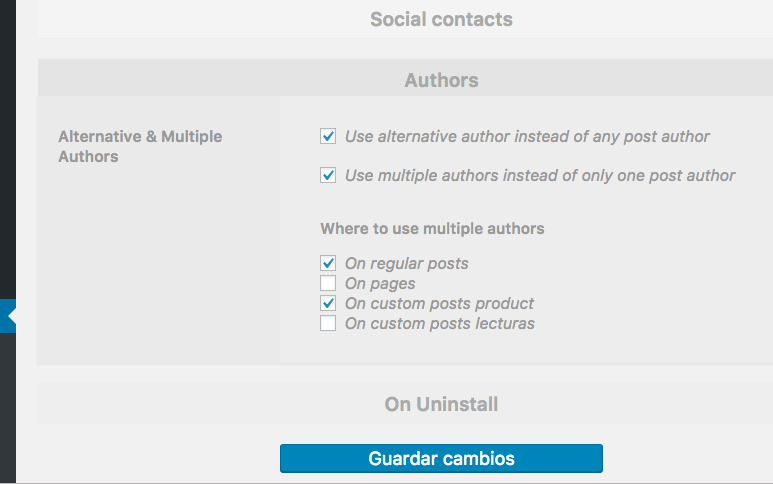 Social contacts
Authors
Alternative & Multiple
Authors
Use alternative author instead of any post author
Use multiple authors instead of only one post author
Where to use multiple authors
On regular posts
On pages
On custom posts product
On custom posts lecturas
On Uninstall
Guardar cambios